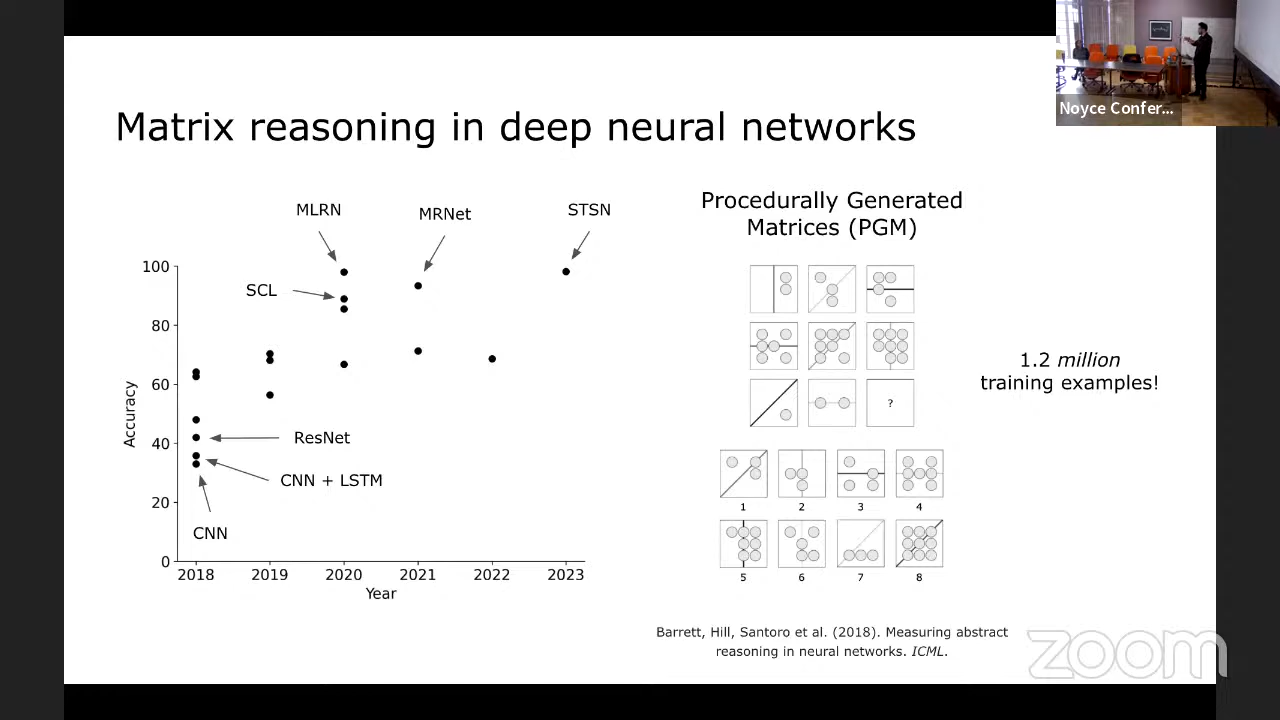 Noyce Confer...
Matrix reasoning in deep neural networks
MLRN
MRNet
STSN
SCL
ResNet
CNN + LSTM
CNN
100
80
60
40
20
0
Accuracy
2018 2019 2020 2021 2022 2023
Year
Procedurally Generated
Matrices (PGM)
?
1 2 3 4
5 6 7 8
1.2 million
training examples!
Barrett, Hill, Santoro et al. (2018). Measuring abstract
reasoning in neural networks. ICML.
zoom